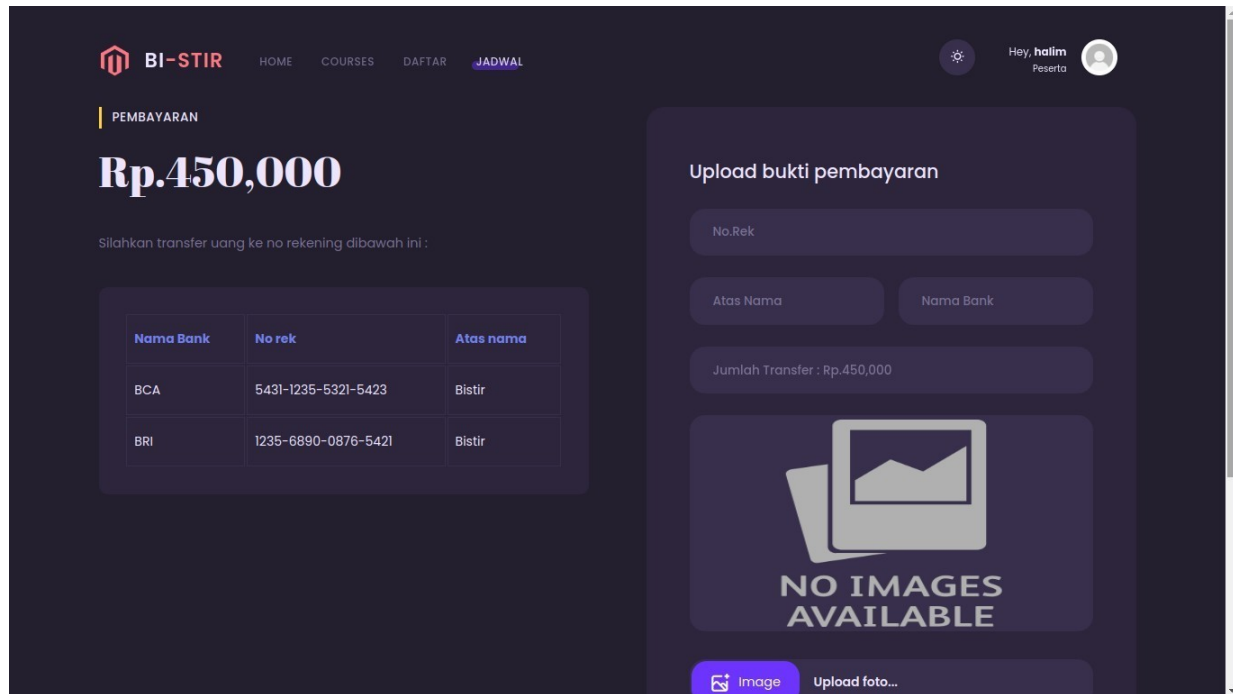 BI-STIR HOME COURSES DAFTAR JADWAL
Hey, halim
Peserta
PEMBAYARAN
Rp.450,000
Silahkan transfer uang ke no rekening dibawah ini :
Nama Bank No rek Atas nama
BCA 5431-1235-5321-5423 Bistir
BRI 1235-6890-0876-5421 Bistir
Upload bukti pembayaran
No.Rek
Atas Nama Nama Bank
Jumlah Transfer : Rp.450,000
NO IMAGES
AVAILABLE
Image Upload foto...